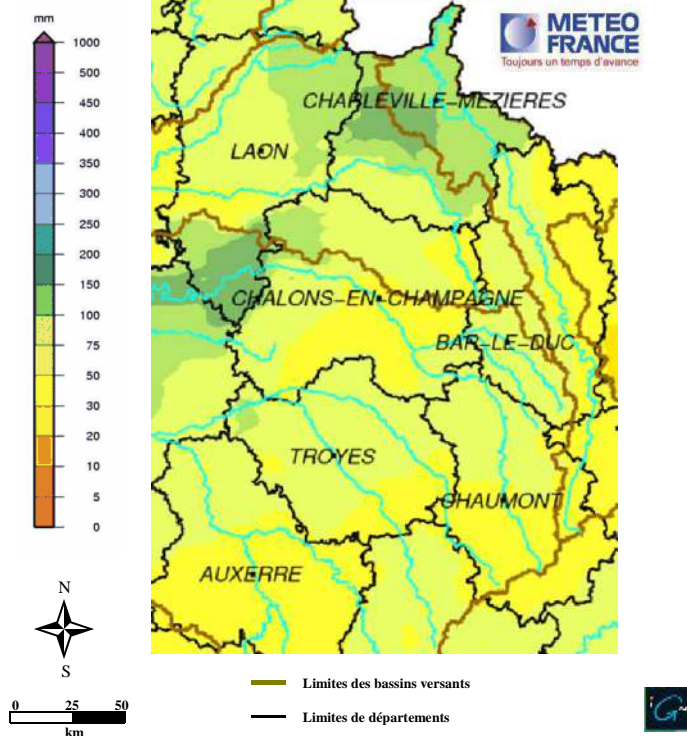 mm
1000
500
450
400
350
300
250
200
150
100
75
50
30
20
10
5
0
METEO
FRANCE
Toujours un temps d'avance
CHARLEVILLE-MEZIERES
LAON
CHALONS-EN-CHAMPAGNE
BAR-LE-DUC
TROYES
CHAUMONT
AUXERRE
N
S
0 25 50
km
Limites des bassins versants
Limites de départements